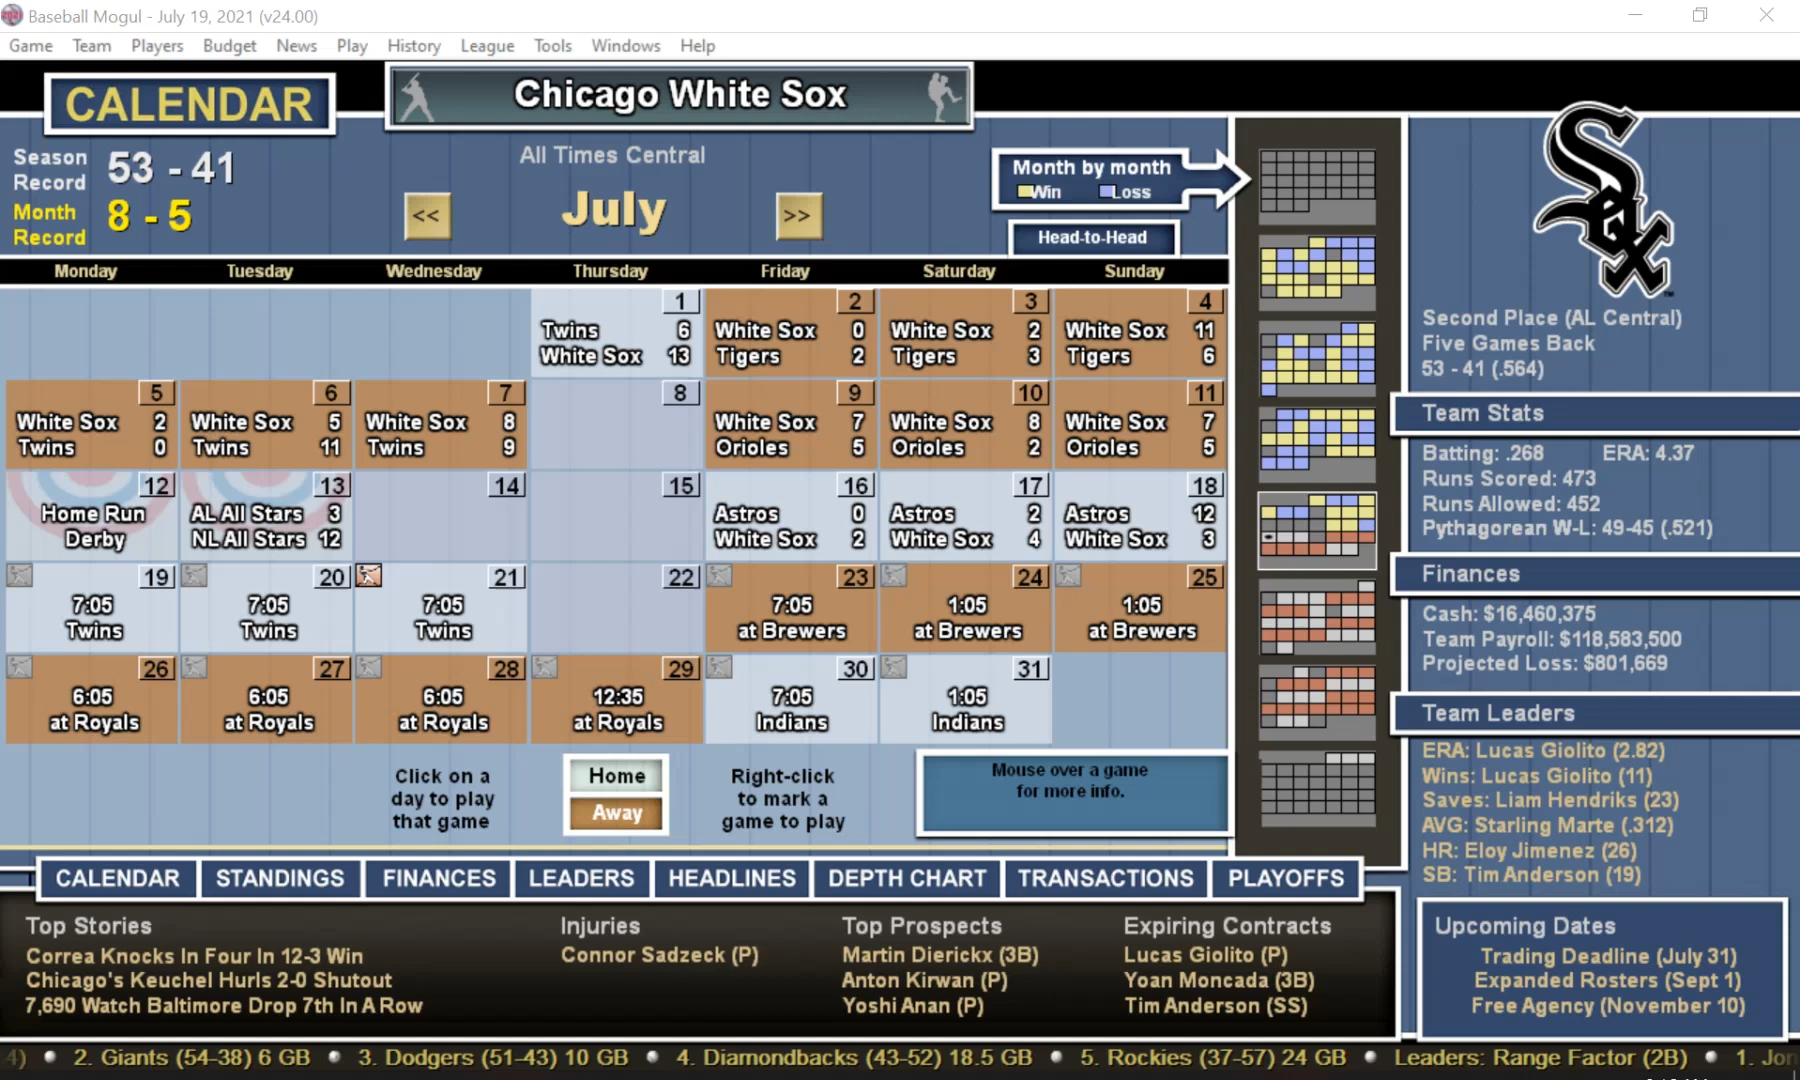 Baseball Mogul - July 19, 2021 (v24.00)
Game Team Players Budget News Play History League Tools Windows Help
CALENDAR
Chicago White Sox
Season Record 53 - 41
Month Record 8 - 5
All Times Central
<< July >>
Month by month
Win Loss
Head-to-Head
Monday Tuesday Wednesday Thursday Friday Saturday Sunday
1 2 3 4
Twins 6 White Sox 0 White Sox 2 White Sox 11
White Sox 13 Tigers 2 Tigers 3 Tigers 6
5 6 7 8 9 10 11
White Sox 2 White Sox 5 White Sox 8 White Sox 7 White Sox 8 White Sox 7
Twins 0 Twins 11 Twins 9 Orioles 5 Orioles 2 Orioles 5
12 13 14 15 16 17 18
Home Run AL All Stars 3 Astros 0 Astros 2 Astros 12
Derby NL All Stars 12 White Sox 2 White Sox 4 White Sox 3
19 20 21 22 23 24 25
7:05 7:05 7:05 7:05 1:05 1:05
Twins Twins Twins at Brewers at Brewers at Brewers
26 27 28 29 30 31
6:05 6:05 6:05 12:35 7:05 1:05
at Royals at Royals at Royals at Royals Indians Indians
Click on a
day to play
that game
Home
Away
Right-click
to mark a
game to play
Mouse over a game
for more info.
Sox
Second Place (AL Central)
Five Games Back
53 - 41 (.564)
Team Stats
Batting: .268 ERA: 4.37
Runs Scored: 473
Runs Allowed: 452
Pythagorean W-L: 49-45 (.521)
Finances
Cash: $16,460,375
Team Payroll: $118,583,500
Projected Loss: $801,669
Team Leaders
ERA: Lucas Giolito (2.82)
Wins: Lucas Giolito (11)
Saves: Liam Hendriks (23)
AVG: Starling Marte (.312)
HR: Eloy Jimenez (26)
SB: Tim Anderson (19)
CALENDAR STANDINGS FINANCES LEADERS HEADLINES DEPTH CHART TRANSACTIONS PLAYOFFS
Top Stories
Correa Knocks In Four In 12-3 Win
Chicago's Keuchel Hurls 2-0 Shutout
7,690 Watch Baltimore Drop 7th In A Row
Injuries
Connor Sadzeck (P)
Top Prospects
Martin Dierickx (3B)
Anton Kirwan (P)
Yoshi Anan (P)
Expiring Contracts
Lucas Giolito (P)
Yoan Moncada (3B)
Tim Anderson (SS)
Upcoming Dates
Trading Deadline (July 31)
Expanded Rosters (Sept 1)
Free Agency (November 10)
4) • 2. Giants (54-38) 6 GB • 3. Dodgers (51-43) 10 GB • 4. Diamondbacks (43-52) 18.5 GB • 5. Rockies (37-57) 24 GB • Leaders: Range Factor (2B) • 1. Jon